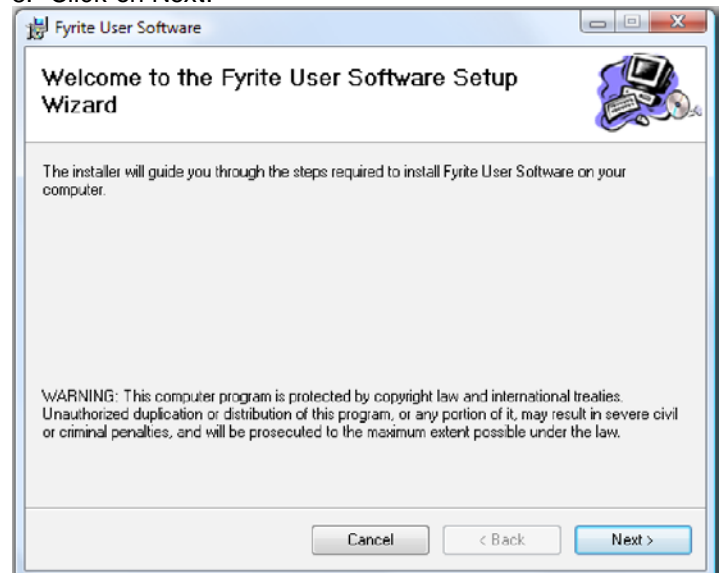 Click on Next.
Fyrite User Software
Welcome to the Fyrite User Software Setup
Wizard
The installer will guide you through the steps required to install Fyrite User Software on your
computer.
WARNING: This computer program is protected by copyright law and international treaties.
Unauthorized duplication or distribution of this program, or any portion of it, may result in severe civil
or criminal penalties, and will be prosecuted to the maximum extent possible under the law.
Cancel
< Back
Next >